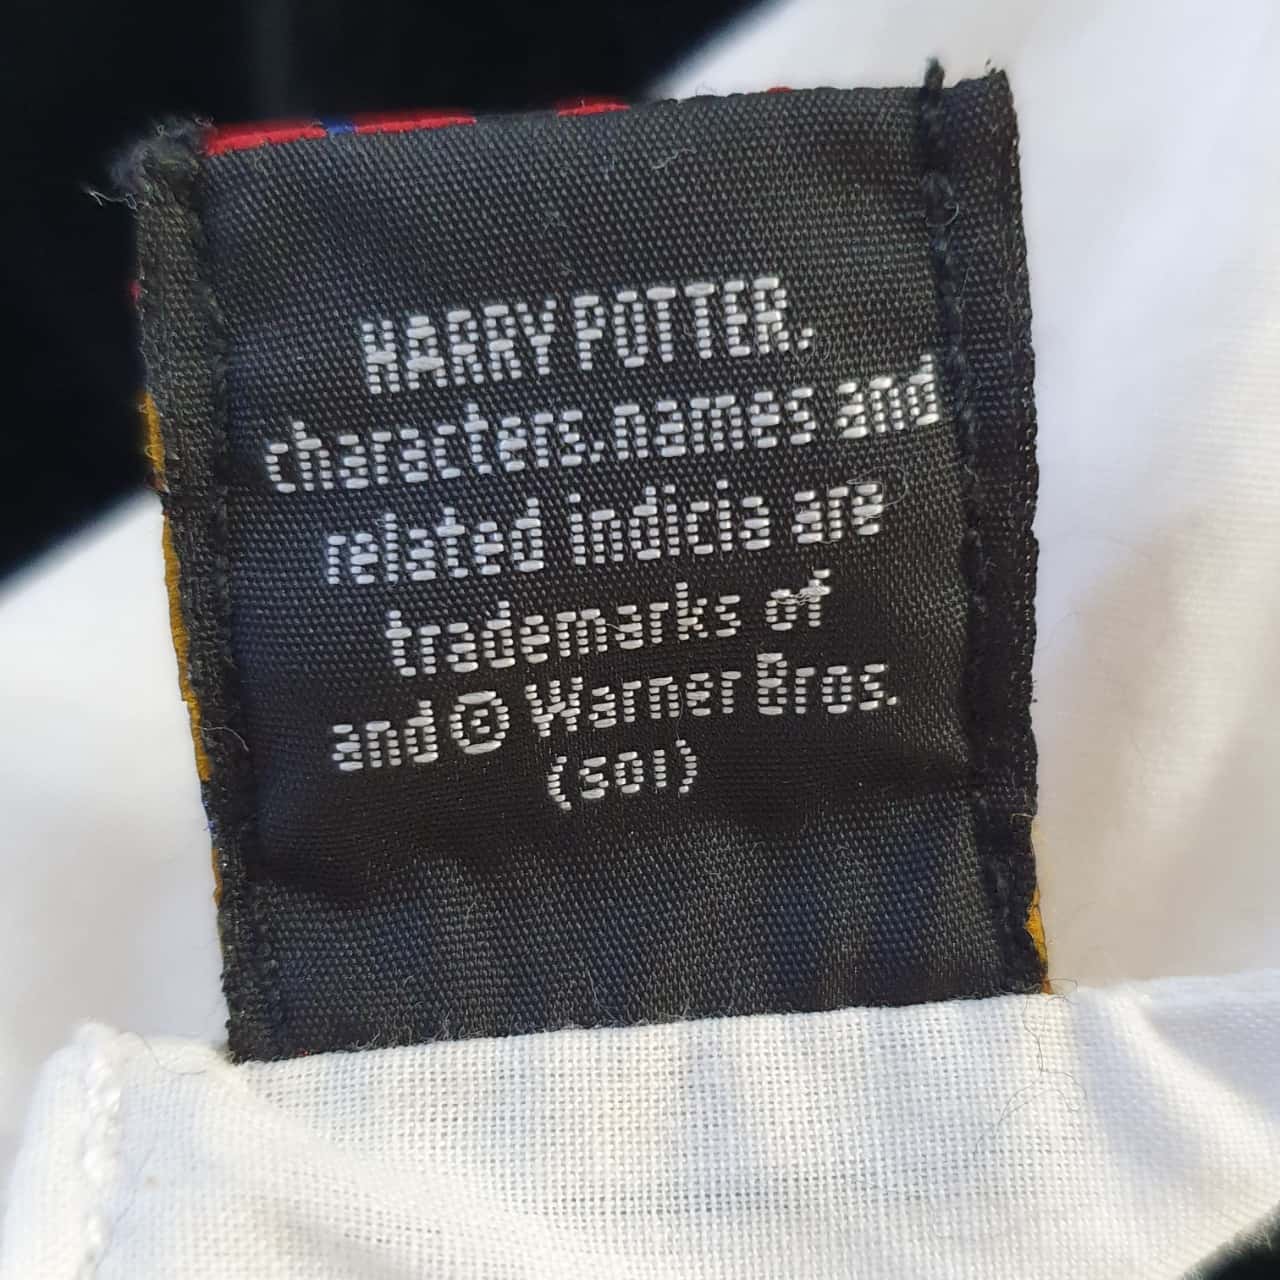 HARRY POTTER,
characters, names and
related indicia are
trademarks of
and © Warner Bros.
(s01)